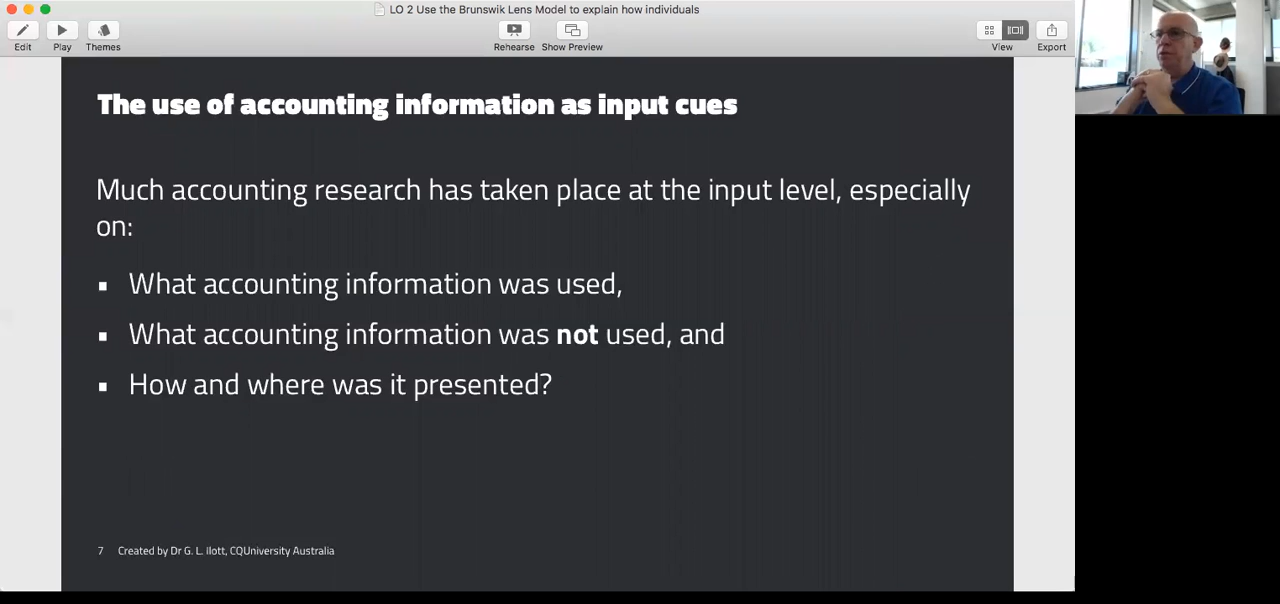 LO 2 Use the Brunswik Lens Model to explain how individuals
Edit
Play
Themes
Rehearse
Show Preview
View
Export
The use of accounting information as input cues
Much accounting research has taken place at the input level, especially
on:
▪ What accounting information was used,
▪ What accounting information was not used, and
▪ How and where was it presented?
7 Created by Dr G. L. Ilott, CQUniversity Australia